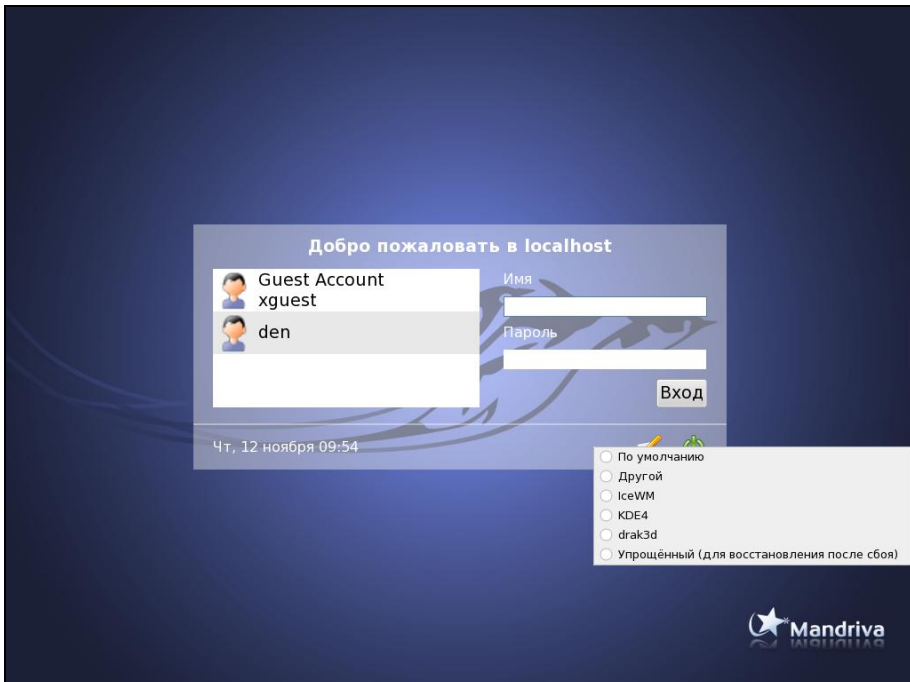 Добро пожаловать в localhost
Guest Account
xguest
den
Имя
Пароль
Вход
Чт, 12 ноября 09:54
По умолчанию
Другой
IceWM
KDE4
drak3d
Упрощённый (для восстановления после сбоя)
Mandriva